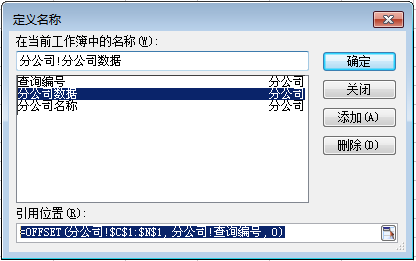 定义名称
在当前工作簿中的名称(W):
分公司!分公司数据
确定
查询编号 分公司
关闭
分公司数据 分公司
分公司名称 分公司
添加(A)
删除(D)
引用位置(R):
=OFFSET(分公司!$C$1:$N$1,分公司!查询编号,0)